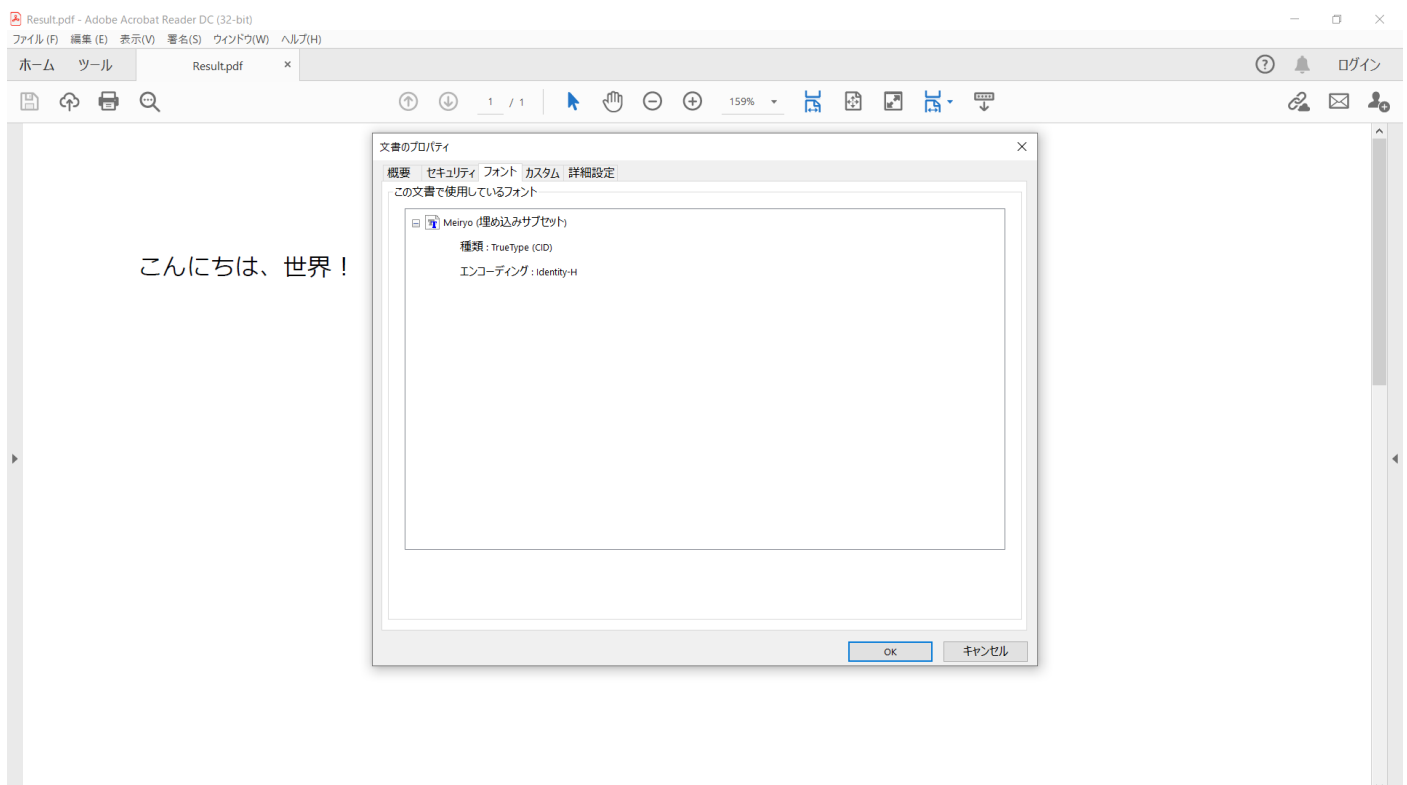 Result.pdf - Adobe Acrobat Reader DC (32-bit)
ファイル(F) 編集(E) 表示(V) 署名(S) ウィンドウ(W) ヘルプ(H)
ホーム ツール Result.pdf × ログイン
1 / 1 159%
文書のプロパティ
概要 セキュリティ フォント カスタム 詳細設定
この文書で使用しているフォント
Meiryo (埋め込みサブセット)
種類 : TrueType (CID)
エンコーディング : Identity-H
こんにちは、世界！
OK キャンセル